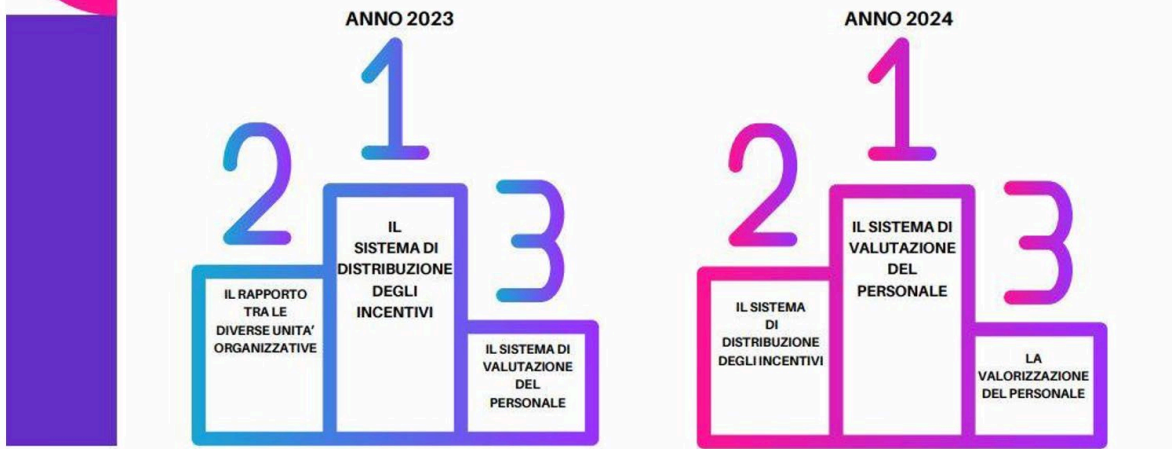 ANNO 2023
1
2
3
IL
SISTEMA DI
DISTRIBUZIONE
DEGLI
INCENTIVI
IL RAPPORTO
TRA LE
DIVERSE UNITA'
ORGANIZZATIVE
IL SISTEMA DI
VALUTAZIONE
DEL
PERSONALE
ANNO 2024
1
2
3
IL SISTEMA DI
VALUTAZIONE
DEL
PERSONALE
IL SISTEMA
DI
DISTRIBUZIONE
DEGLI INCENTIVI
LA
VALORIZZAZIONE
DEL PERSONALE